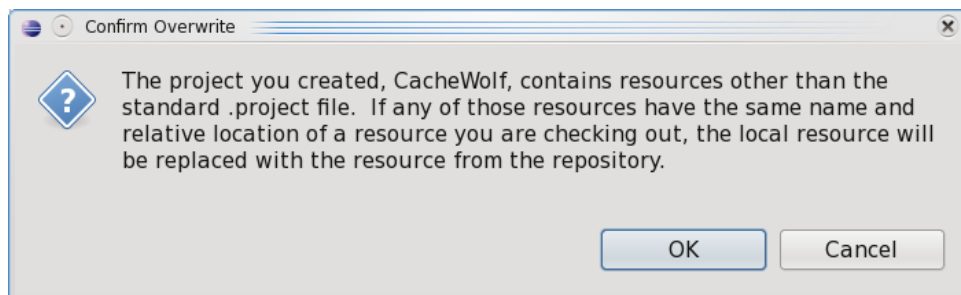 Confirm Overwrite
The project you created, CacheWolf, contains resources other than the
standard .project file.  If any of those resources have the same name and
relative location of a resource you are checking out, the local resource will
be replaced with the resource from the repository.
OK
Cancel